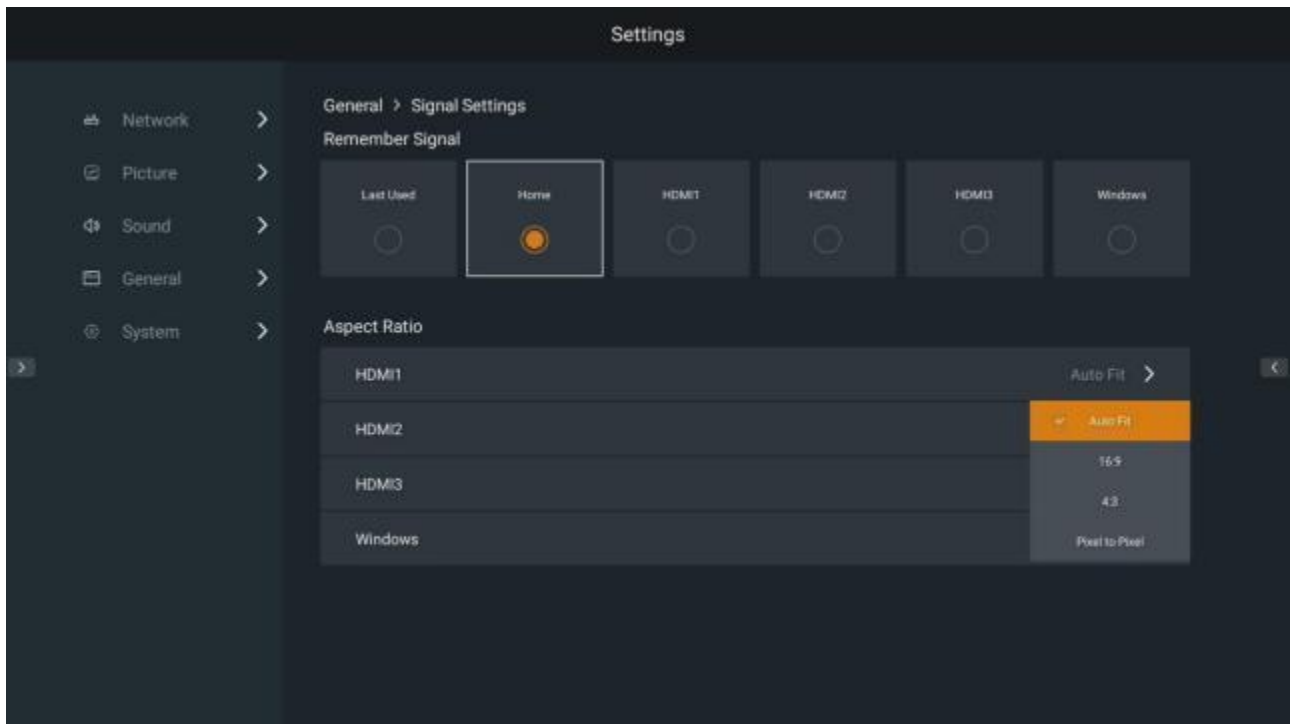 Settings
Network
Picture
Sound
General
System
General > Signal Settings
Remember Signal
Last Used
Home
HDMI1
HDMI2
HDMI3
Windows
Aspect Ratio
HDMI1 Auto Fit
HDMI2
HDMI3
Windows
Auto Fit
16:9
4:3
Pixel to Pixel